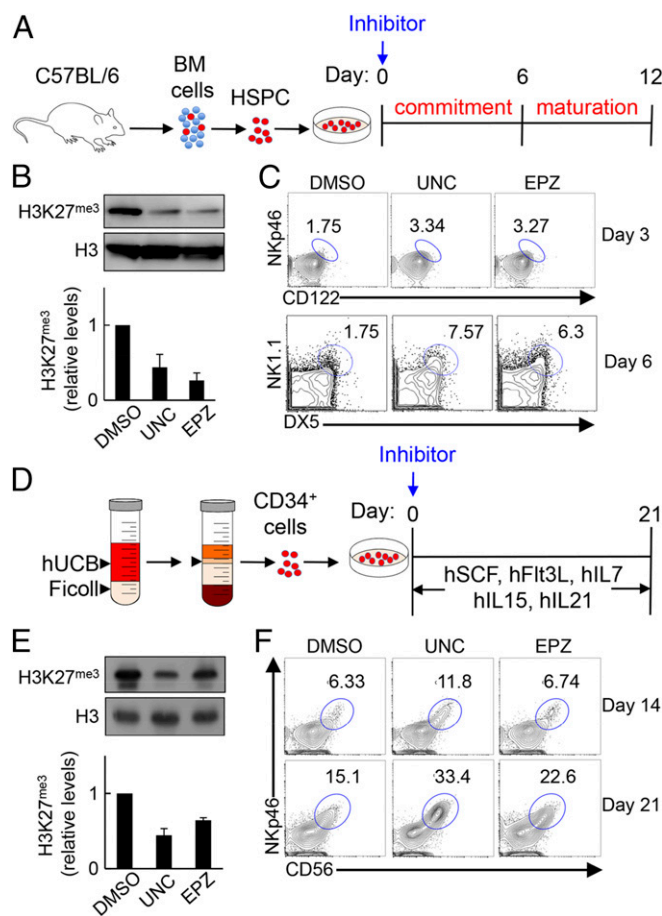 A
Inhibitor
C57BL/6
BM
cells
HSPC
Day: 0 6 12
commitment maturation
B
H3K27me3
H3
H3K27me3
(relative levels)
1
0
DMSO
UNC
EPZ
C
DMSO UNC EPZ
NKp46
1.75 3.34 3.27
Day 3
CD122
NK1.1
1.75 7.57 6.3
Day 6
DX5
D
Inhibitor
CD34+
cells
Day: 0 21
hUCB
Ficoll
hSCF, hFlt3L, hIL7
hIL15, hIL21
E
H3K27me3
H3
H3K27me3
(relative levels)
1
0
DMSO
UNC
EPZ
F
DMSO UNC EPZ
6.33 11.8 6.74
Day 14
15.1 33.4 22.6
Day 21
NKp46
CD56